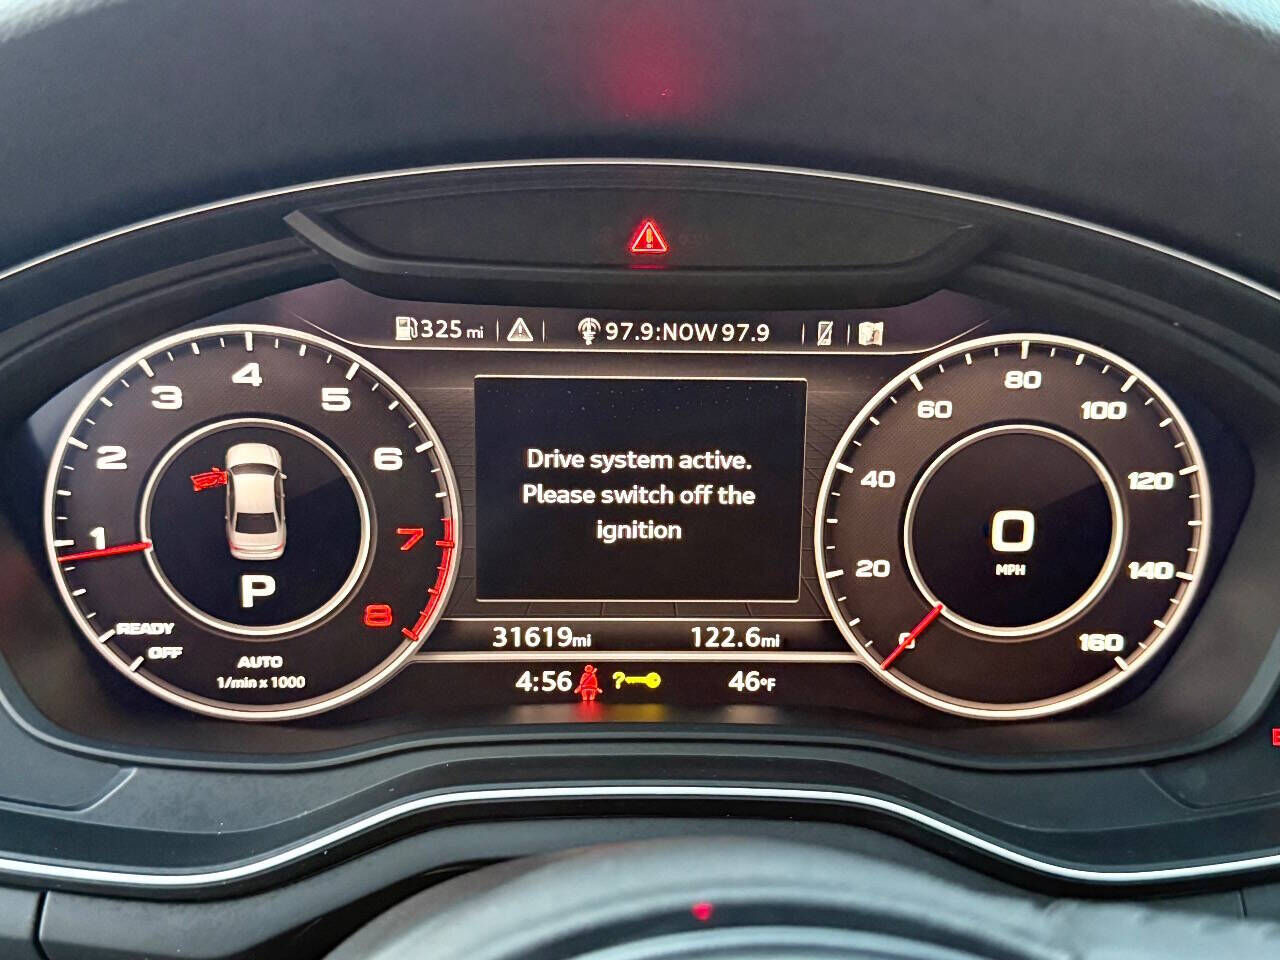 325 mi
97.9:NOW 97.9
1
2
3
4
5
6
7
8
P
READY
OFF
AUTO
1/min x 1000
Drive system active.
Please switch off the
ignition
0
20
40
60
80
100
120
140
160
0
MPH
31619mi
122.6mi
4:56
?
46°F